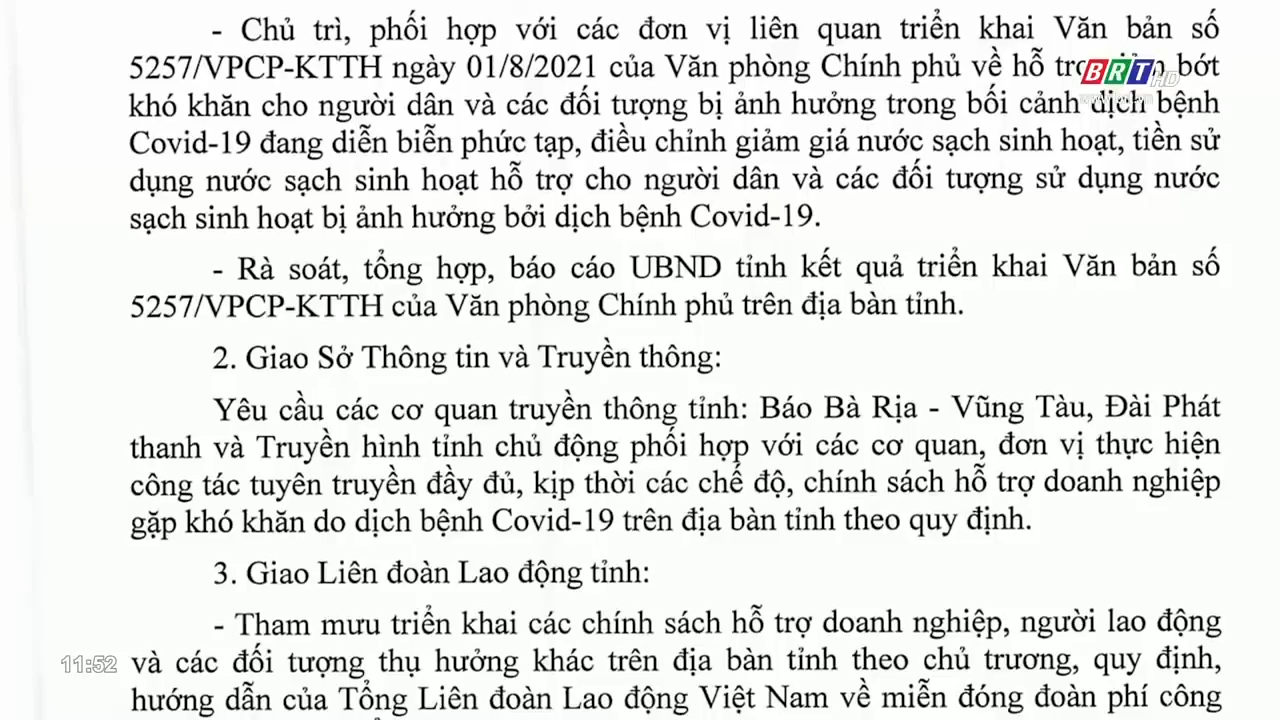 - Chủ trì, phối hợp với các đơn vị liên quan triển khai Văn bản số
5257/VPCP-KTTH ngày 01/8/2021 của Văn phòng Chính phủ về hỗ trợ bớt
BRT HD
khó khăn cho người dân và các đối tượng bị ảnh hưởng trong bối cảnh dịch bệnh
Covid-19 đang diễn biễn phức tạp, điều chỉnh giảm giá nước sạch sinh hoạt, tiền sử
dụng nước sạch sinh hoạt hỗ trợ cho người dân và các đối tượng sử dụng nước
sạch sinh hoạt bị ảnh hưởng bởi dịch bệnh Covid-19.
- Rà soát, tổng hợp, báo cáo UBND tỉnh kết quả triển khai Văn bản số
5257/VPCP-KTTH của Văn phòng Chính phủ trên địa bàn tỉnh.
2. Giao Sở Thông tin và Truyền thông:
Yêu cầu các cơ quan truyền thông tỉnh: Báo Bà Rịa - Vũng Tàu, Đài Phát
thanh và Truyền hình tỉnh chủ động phối hợp với các cơ quan, đơn vị thực hiện
công tác tuyên truyền đầy đủ, kịp thời các chế độ, chính sách hỗ trợ doanh nghiệp
gặp khó khăn do dịch bệnh Covid-19 trên địa bàn tỉnh theo quy định.
3. Giao Liên đoàn Lao động tỉnh:
- Tham mưu triển khai các chính sách hỗ trợ doanh nghiệp, người lao động
11:52
và các đối tượng thụ hưởng khác trên địa bàn tỉnh theo chủ trương, quy định,
hướng dẫn của Tổng Liên đoàn Lao động Việt Nam về miễn đóng đoàn phí công